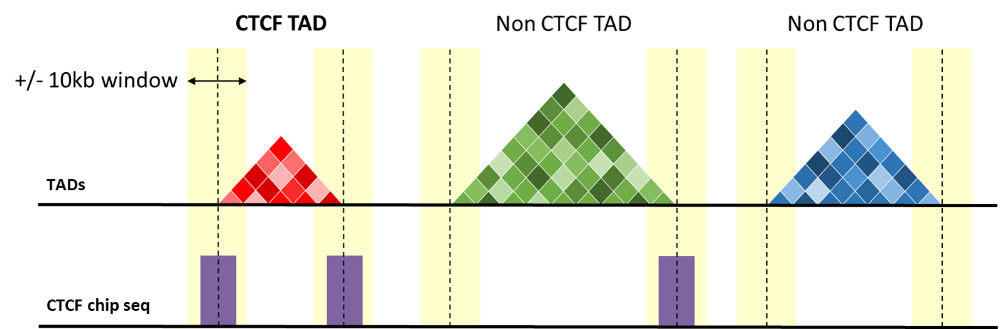 CTCF TAD
Non CTCF TAD
Non CTCF TAD
+/- 10kb window
TADs
CTCF chip seq